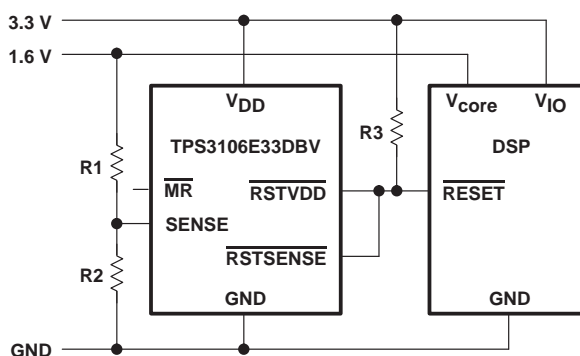 3.3 V
1.6 V
VDD
Vcore
VIO
R3
TPS3106E33DBV
DSP
R1
MR
RSTVDD
RESET
SENSE
RSTSENSE
R2
GND
GND
GND